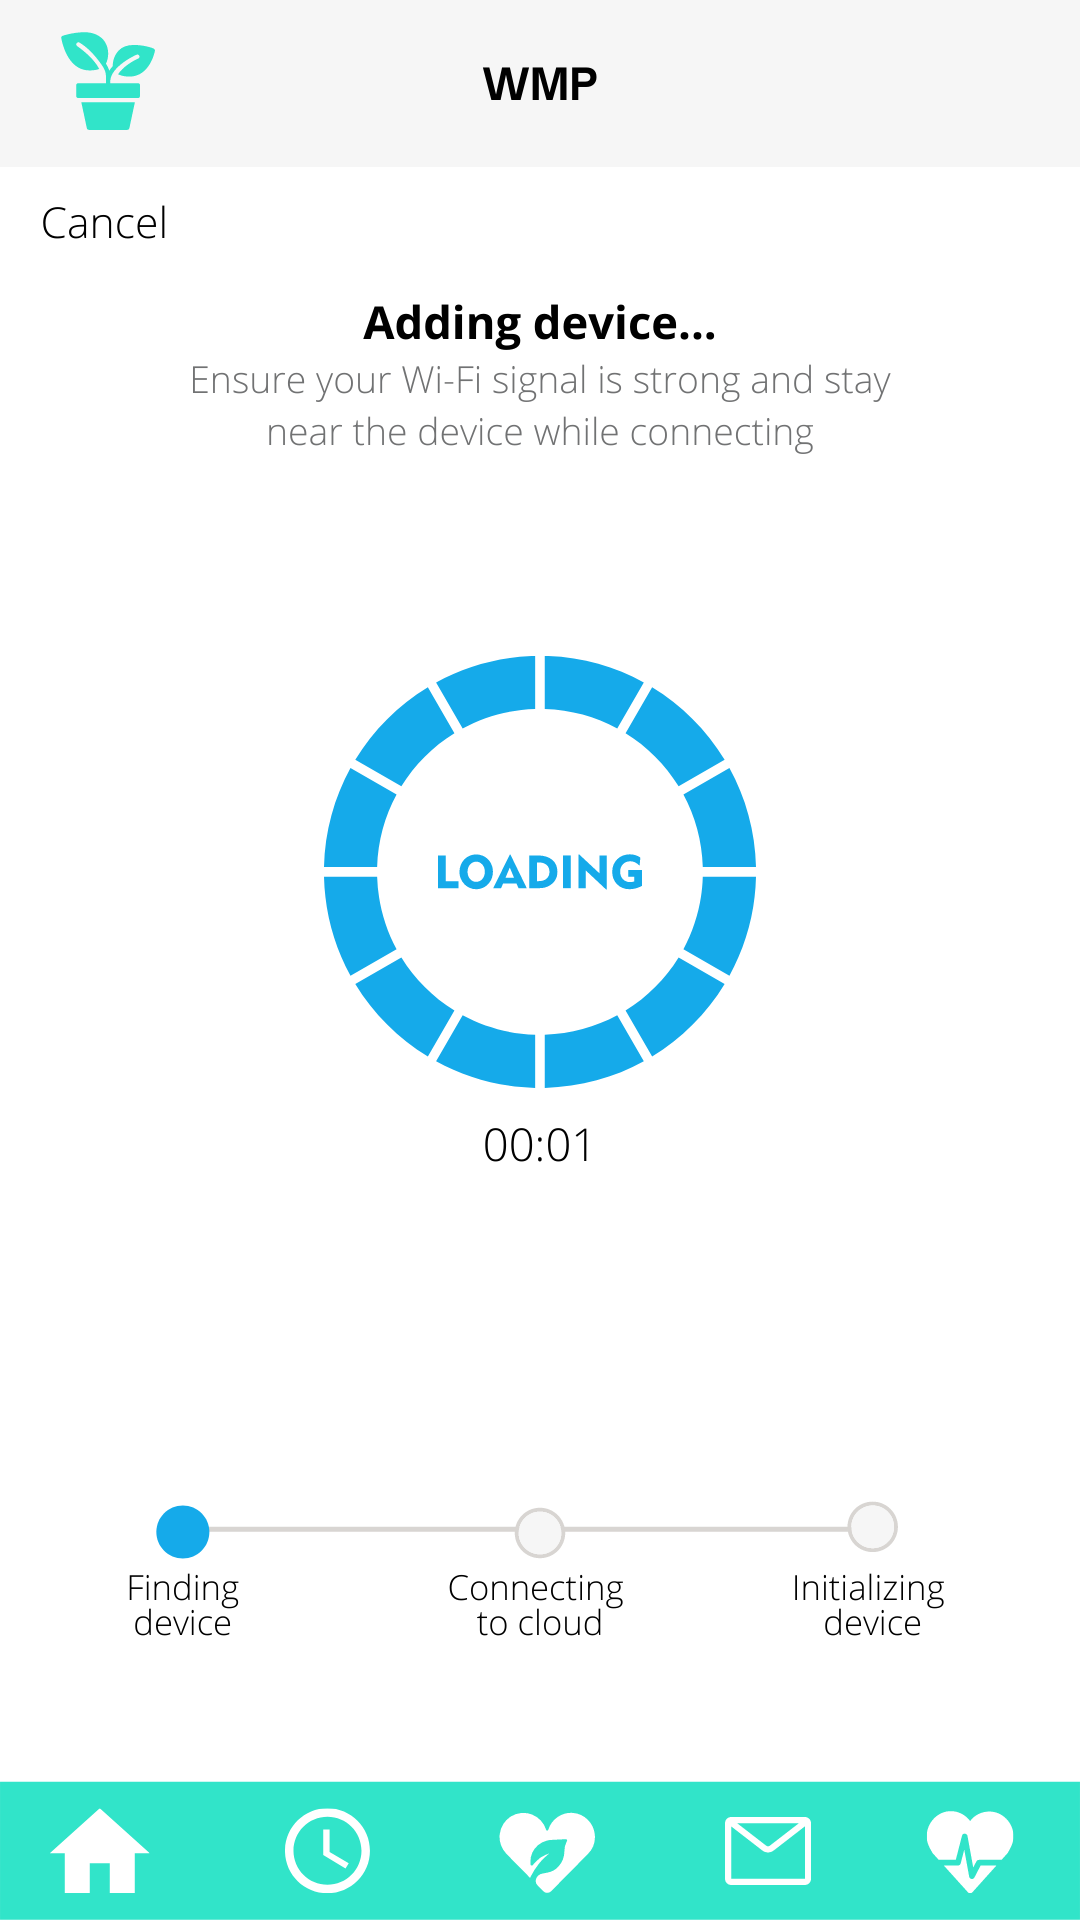 WMP
Cancel
Adding device...
Ensure your Wi-Fi signal is strong and stay
near the device while connecting
LOADING
00:01
Finding
device
Connecting
to cloud
Initializing
device